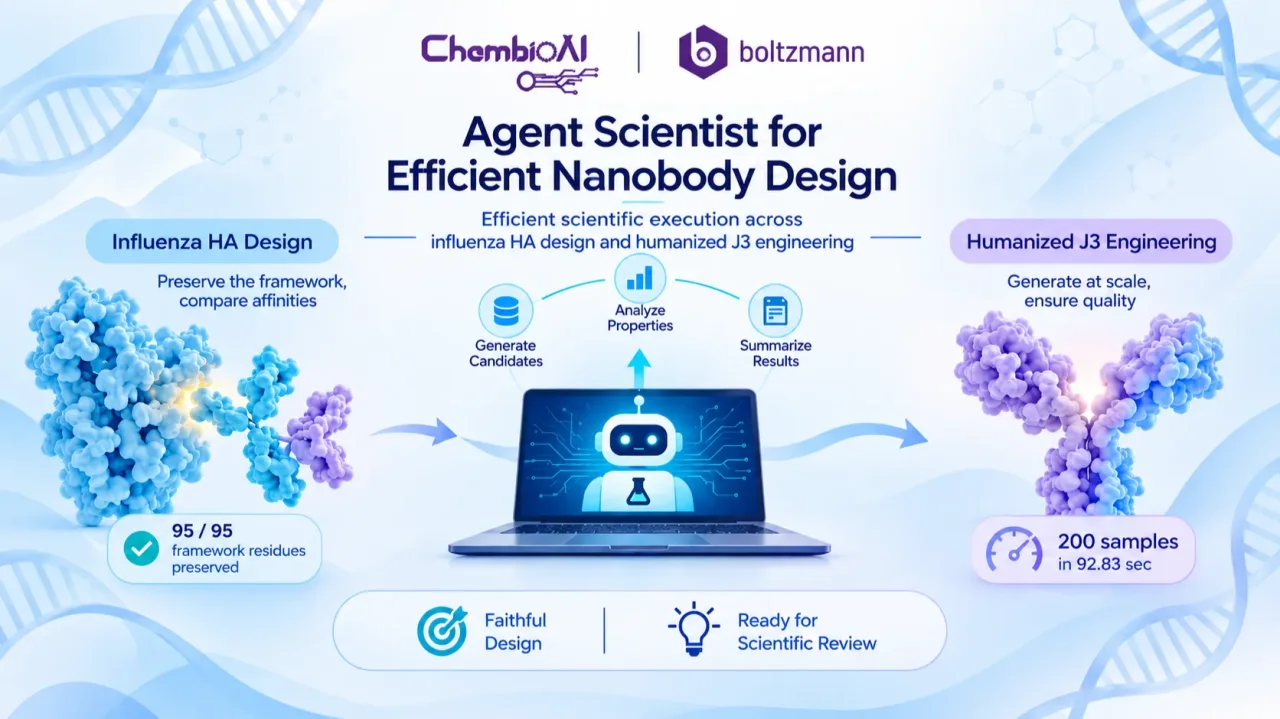 ChembioAI
boltzmann
Agent Scientist for
Efficient Nanobody Design
Efficient scientific execution across
influenza HA design and humanized J3 engineering
Influenza HA Design
Preserve the framework,
compare affinities
95 / 95
framework residues
preserved
Generate
Candidates
Analyze
Properties
Summarize
Results
Humanized J3 Engineering
Generate at scale,
ensure quality
200 samples
in 92.83 sec
Faithful
Design
Ready for
Scientific Review